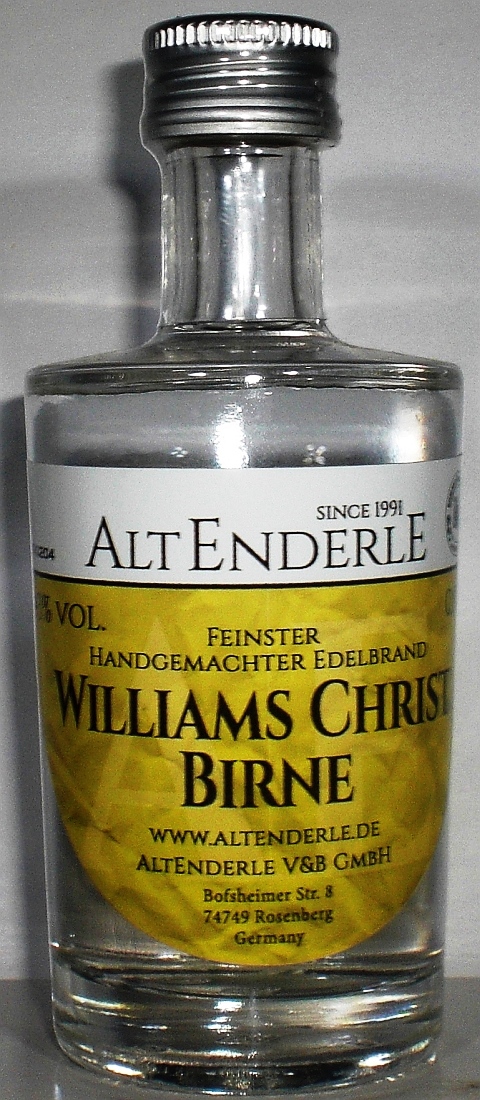 SINCE 1991
ALTENDERLE
% VOL.
FEINSTER
HANDGEMACHTER EDELBRAND
WILLIAMS CHRIST
BIRNE
WWW.ALTENDERLE.DE
ALTENDERLE V&B GMBH
Bofsheimer Str. 8
74749 Rosenberg
Germany